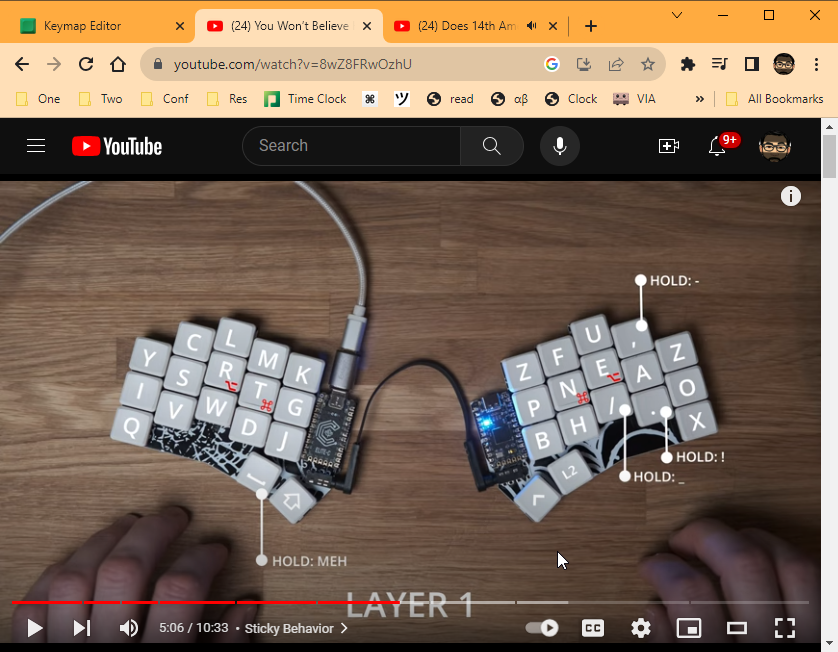 Keymap Editor
(24) You Won't Believe
(24) Does 14th Am
youtube.com/watch?v=8wZ8FRwOzhU
One Two Conf Res Time Clock read αβ Clock VIA » All Bookmarks
YouTube
Search
9+
HOLD: -
Y C L M K
Z F U , Z
I S R T G
P N E A O
Q V W D J
B H / . X
⌥ ⌘
⌘ ⌥
L2
HOLD: !
HOLD: _
HOLD: MEH
LAYER 1
5:06 / 10:33 • Sticky Behavior >
CC